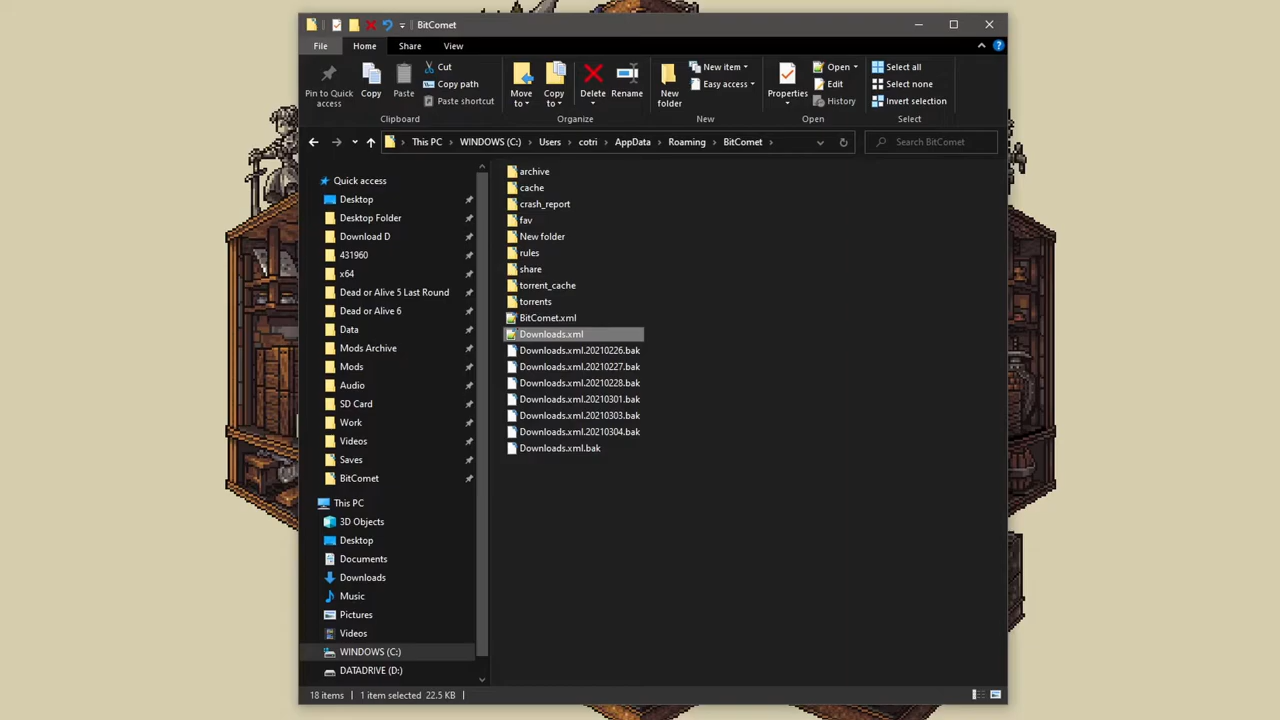 BitComet
File Home Share View
Pin to Quick access
Copy
Paste
Cut
Copy path
Paste shortcut
Clipboard
Move to
Copy to
Delete
Rename
Organize
New folder
New item
Easy access
New
Properties
Open
Edit
History
Open
Select all
Select none
Invert selection
Select
This PC > WINDOWS (C:) > Users > cotri > AppData > Roaming > BitComet >
Search BitComet
Quick access
Desktop
Desktop Folder
Download D
431960
x64
Dead or Alive 5 Last Round
Dead or Alive 6
Data
Mods Archive
Mods
Audio
SD Card
Work
Videos
Saves
BitComet
This PC
3D Objects
Desktop
Documents
Downloads
Music
Pictures
Videos
WINDOWS (C:)
DATADRIVE (D:)
archive
cache
crash_report
fav
New folder
rules
share
torrent_cache
torrents
BitComet.xml
Downloads.xml
Downloads.xml.20210226.bak
Downloads.xml.20210227.bak
Downloads.xml.20210228.bak
Downloads.xml.20210301.bak
Downloads.xml.20210303.bak
Downloads.xml.20210304.bak
Downloads.xml.bak
18 items 1 item selected 22.5 KB